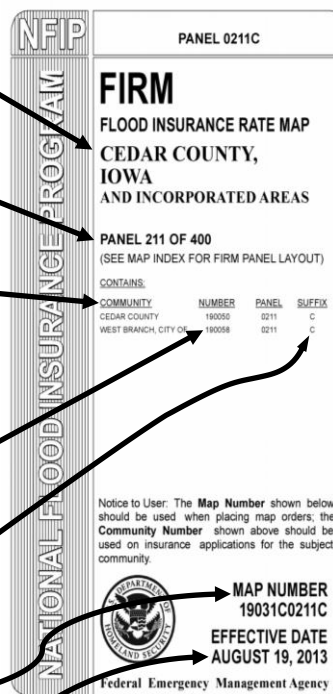 NFIP
PANEL 0211C
NATIONAL FLOOD INSURANCE PROGRAM
FIRM
FLOOD INSURANCE RATE MAP
CEDAR COUNTY,
IOWA
AND INCORPORATED AREAS
PANEL 211 OF 400
(SEE MAP INDEX FOR FIRM PANEL LAYOUT)
CONTAINS:
COMMUNITY NUMBER PANEL SUFFIX
CEDAR COUNTY 190050 0211 C
WEST BRANCH, CITY OF 190058 0211 C
Notice to User: The Map Number shown below
should be used when placing map orders; the
Community Number shown above should be
used on insurance applications for the subject
community.
DEPARTMENT OF
HOMELAND SECURITY
MAP NUMBER
19031C0211C
EFFECTIVE DATE
AUGUST 19, 2013
Federal Emergency Management Agency